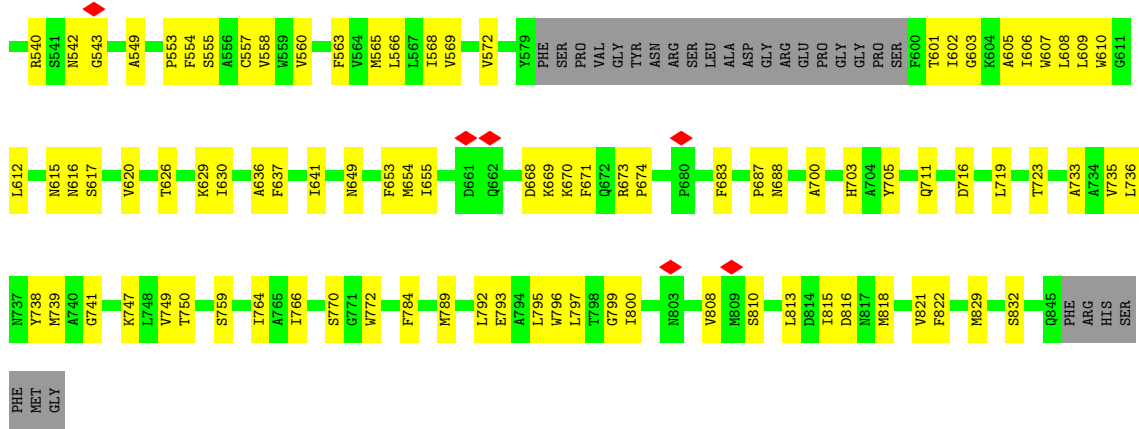 R540 S541 N542 G543 A549 P553 F554 S555 A556 C557 V558 W559 V560 F563 V564 M565 L566 L567 I568 V569 V572 Y579 PHE SER PRO VAL GLY TYR ASN ARG SER LEU ALA ASP GLY ARG GLU PRO GLY GLY PRO SER F600 T601 I602 G603 K604 A605 I606 W607 L608 L609 W610 G611
L612 N615 N616 S617 V620 T626 K629 I630 A636 F637 I641 N649 F653 M654 I655 D661 Q662 D668 K669 K670 F671 Q672 R673 P674 P680 F683 P687 N688 A700 H703 A704 Y705 Q711 D716 L719 T723 A733 A734 V735 L736
N737 Y738 M739 A740 G741 K747 L748 V749 T750 S759 I764 A765 I766 S770 G771 W772 F784 M789 L792 E793 A794 L795 W796 L797 T798 G799 I800 N803 V808 M809 S810 L813 D814 I815 D816 N817 M818 V821 F822 M829 S832 Q845 PHE ARG HIS SER
PHE MET GLY